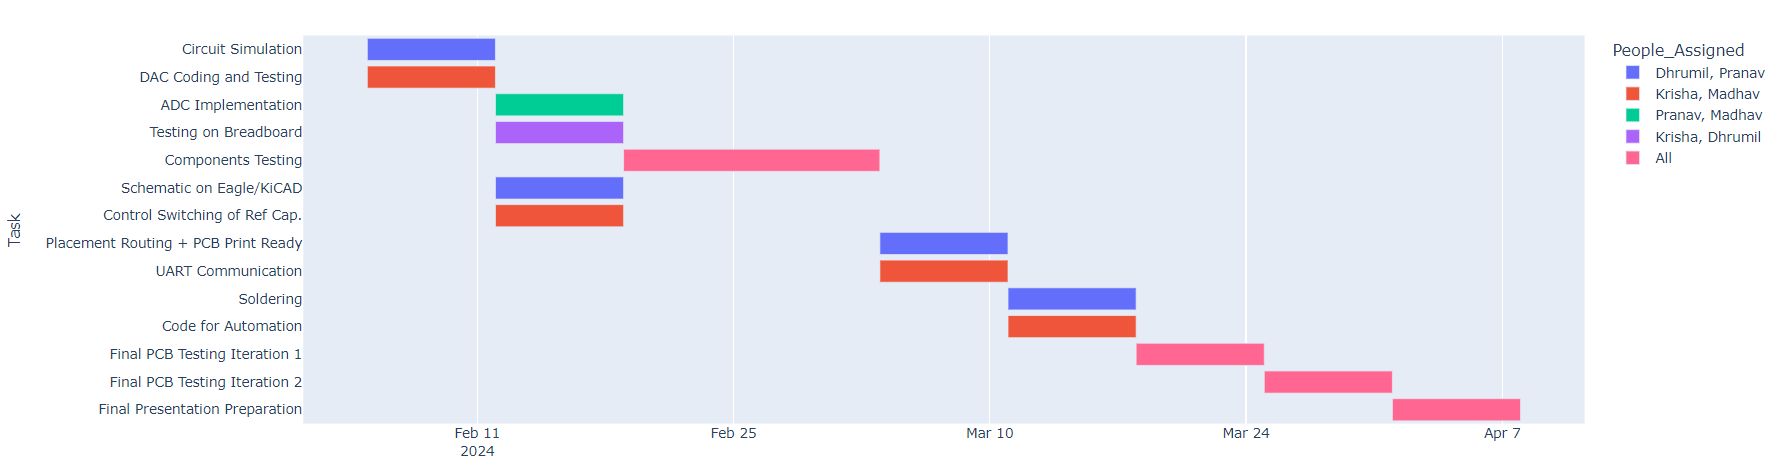 Circuit Simulation
DAC Coding and Testing
ADC Implementation
Testing on Breadboard
Components Testing
Schematic on Eagle/KiCAD
Control Switching of Ref Cap.
Placement Routing + PCB Print Ready
UART Communication
Soldering
Code for Automation
Final PCB Testing Iteration 1
Final PCB Testing Iteration 2
Final Presentation Preparation
Task
Feb 11
2024
Feb 25
Mar 10
Mar 24
Apr 7
People_Assigned
Dhrumil, Pranav
Krisha, Madhav
Pranav, Madhav
Krisha, Dhrumil
All